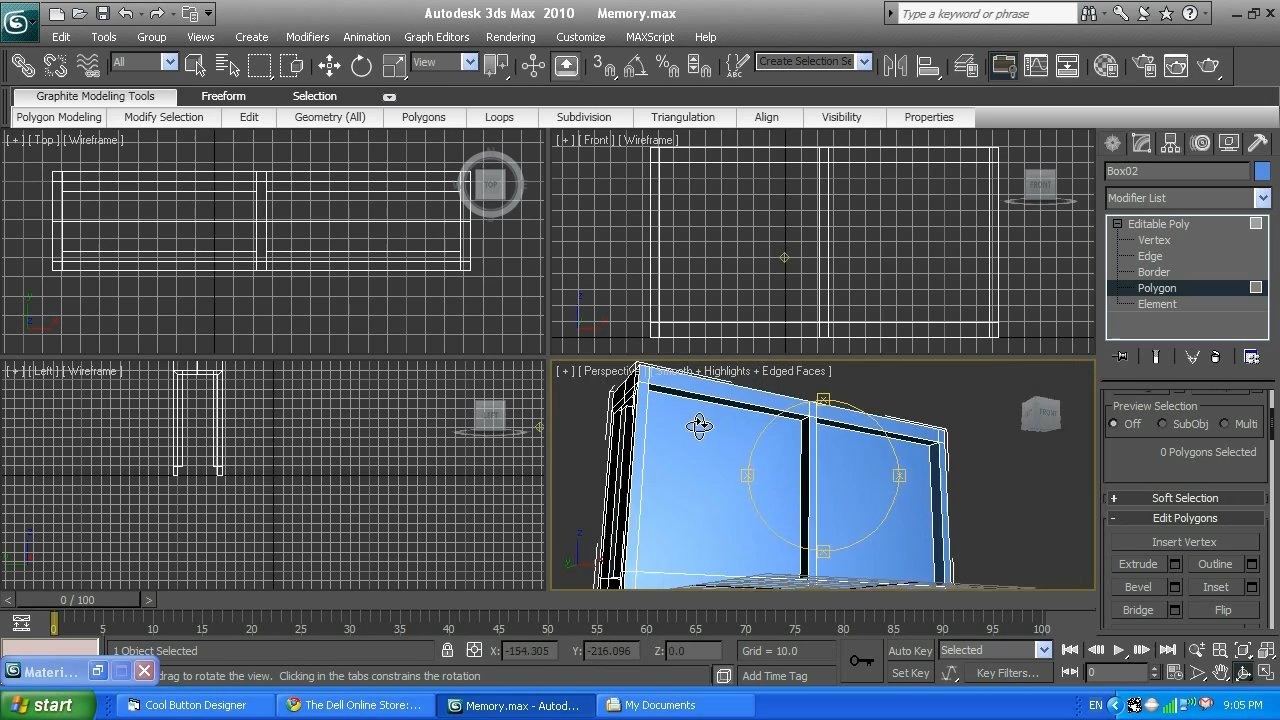 Autodesk 3ds Max 2010 Memory.max
Type a keyword or phrase
Edit Tools Group Views Create Modifiers Animation Graph Editors Rendering Customize MAXScript Help
All View 3 Create Selection Se
Graphite Modeling Tools Freeform Selection
Polygon Modeling Modify Selection Edit Geometry (All) Polygons Loops Subdivision Triangulation Align Visibility Properties
[ + ] [ Top ] [ Wireframe ]
TOP
[ + ] [ Front ] [ Wireframe ]
FRONT
Box02
Modifier List
Editable Poly
Vertex
Edge
Border
Polygon
Element
[ + ] [ Left ] [ Wireframe ]
LEFT
[ + ] [ Perspective ] [ Smooth + Highlights + Edged Faces ]
FRONT
Preview Selection
Off SubObj Multi
0 Polygons Selected
+ Soft Selection
- Edit Polygons
Insert Vertex
Extrude Outline
Bevel Inset
Bridge Flip
< 0 / 100 >
0 5 10 15 20 25 30 35 40 45 50 55 60 65 70 75 80 85 90 95 100
1 Object Selected X: -154.305 Y: -216.096 Z: 0.0 Grid = 10.0 Auto Key Selected
Materi... drag to rotate the view. Clicking in the tabs constrains the rotation Add Time Tag Set Key Key Filters... 0
start Cool Button Designer The Dell Online Store:... Memory.max - Autod... My Documents EN 9:05 PM